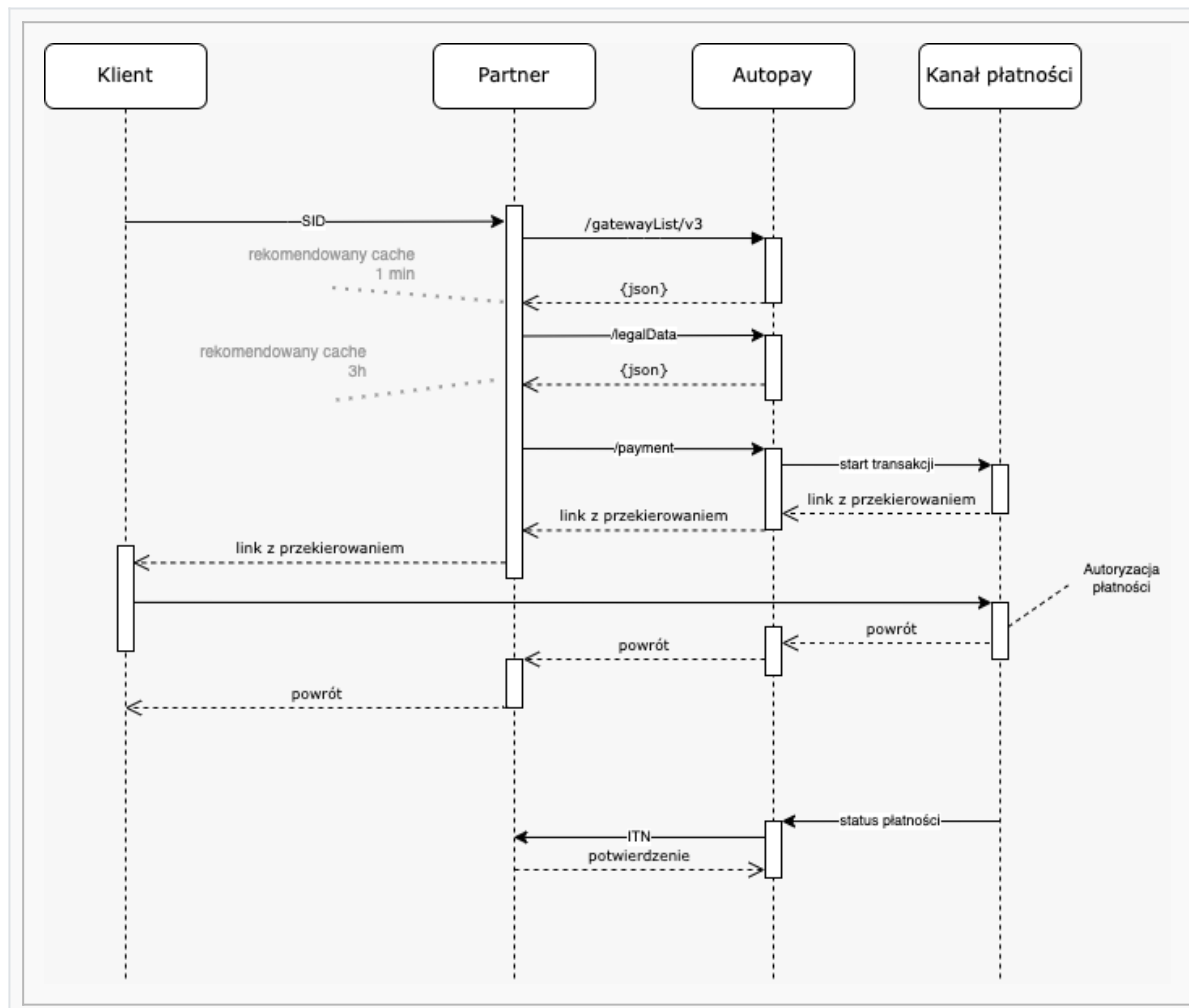 Klient
Partner
Autopay
Kanał płatności
SID
/gatewayList/v3
rekomendowany cache
1 min
{json}
/legalData
rekomendowany cache
3h
{json}
/payment
start transakcji
link z przekierowaniem
link z przekierowaniem
link z przekierowaniem
Autoryzacja
płatności
powrót
powrót
powrót
status płatności
ITN
potwierdzenie